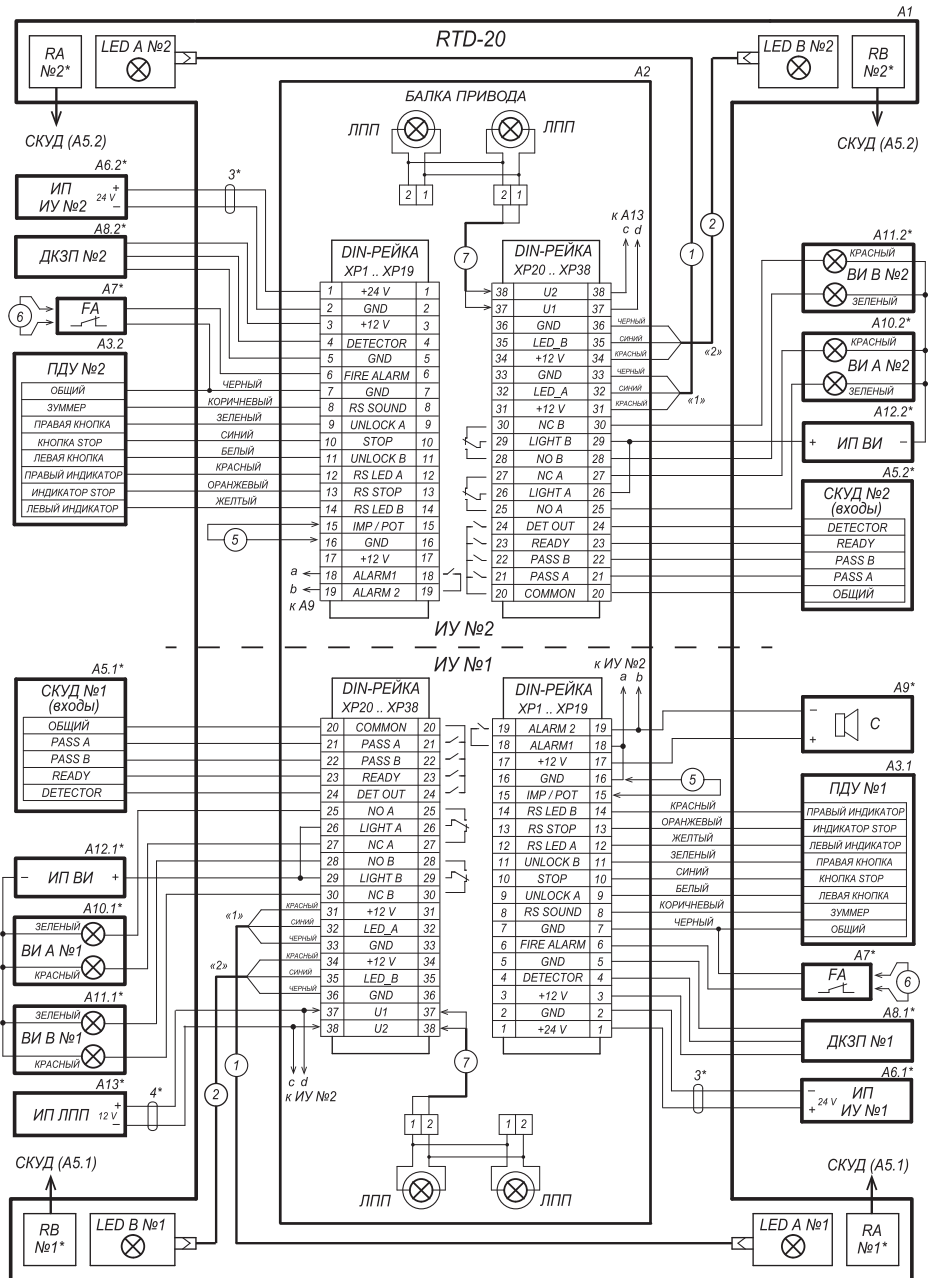 A1
RTD-20
RA №2*
LED A №2
LED B №2
RB №2*
A2
БАЛКА ПРИВОДА
ЛПП
ЛПП
СКУД (A5.2)
СКУД (A5.2)
2 1
2 1
A6.2*
ИП ИУ №2
24 V
+
–
3*
A8.2*
ДКЗП №2
A7*
FA
6
A3.2
ПДУ №2
ОБЩИЙ
ЗУММЕР
ПРАВАЯ КНОПКА
КНОПКА STOP
ЛЕВАЯ КНОПКА
ПРАВЫЙ ИНДИКАТОР
ИНДИКАТОР STOP
ЛЕВЫЙ ИНДИКАТОР
ЧЕРНЫЙ
КОРИЧНЕВЫЙ
ЗЕЛЕНЫЙ
СИНИЙ
БЕЛЫЙ
КРАСНЫЙ
ОРАНЖЕВЫЙ
ЖЕЛТЫЙ
5
a
b
к A9
DIN-РЕЙКА
XP1 .. XP19
1 +24 V 1
2 GND 2
3 +12 V 3
4 DETECTOR 4
5 GND 5
6 FIRE ALARM 6
7 GND 7
8 RS SOUND 8
9 UNLOCK A 9
10 STOP 10
11 UNLOCK B 11
12 RS LED A 12
13 RS STOP 13
14 RS LED B 14
15 IMP / POT 15
16 GND 16
17 +12 V 17
18 ALARM1 18
19 ALARM 2 19
7
к A13
c d
DIN-РЕЙКА
XP20 .. XP38
38 U2 38
37 U1 37
36 GND 36
35 LED_B 35
34 +12 V 34
33 GND 33
32 LED_A 32
31 +12 V 31
30 NC B 30
29 LIGHT B 29
28 NO B 28
27 NC A 27
26 LIGHT A 26
25 NO A 25
24 DET OUT 24
23 READY 23
22 PASS B 22
21 PASS A 21
20 COMMON 20
ЧЕРНЫЙ
СИНИЙ
КРАСНЫЙ
«2»
ЧЕРНЫЙ
СИНИЙ
КРАСНЫЙ
«1»
1
2
A11.2*
КРАСНЫЙ
ВИ B №2
ЗЕЛЕНЫЙ
A10.2*
КРАСНЫЙ
ВИ A №2
ЗЕЛЕНЫЙ
A12.2*
+ ИП ВИ –
A5.2*
СКУД №2
(входы)
DETECTOR
READY
PASS B
PASS A
ОБЩИЙ
ИУ №2
ИУ №1
A5.1*
СКУД №1
(входы)
ОБЩИЙ
PASS A
PASS B
READY
DETECTOR
A12.1*
– ИП ВИ +
A10.1*
ЗЕЛЕНЫЙ
ВИ A №1
КРАСНЫЙ
A11.1*
ЗЕЛЕНЫЙ
ВИ B №1
КРАСНЫЙ
A13*
ИП ЛПП 12 V
+
–
4*
«1»
КРАСНЫЙ
СИНИЙ
ЧЕРНЫЙ
«2»
КРАСНЫЙ
СИНИЙ
ЧЕРНЫЙ
1
2
c d
к ИУ №2
DIN-РЕЙКА
XP20 .. XP38
20 COMMON 20
21 PASS A 21
22 PASS B 22
23 READY 23
24 DET OUT 24
25 NO A 25
26 LIGHT A 26
27 NC A 27
28 NO B 28
29 LIGHT B 29
30 NC B 30
31 +12 V 31
32 LED_A 32
33 GND 33
34 +12 V 34
35 LED_B 35
36 GND 36
37 U1 37
38 U2 38
7
к ИУ №2
a b
DIN-РЕЙКА
XP1 .. XP19
19 ALARM 2 19
18 ALARM1 18
17 +12 V 17
16 GND 16
15 IMP / POT 15
14 RS LED B 14
13 RS STOP 13
12 RS LED A 12
11 UNLOCK B 11
10 STOP 10
9 UNLOCK A 9
8 RS SOUND 8
7 GND 7
6 FIRE ALARM 6
5 GND 5
4 DETECTOR 4
3 +12 V 3
2 GND 2
1 +24 V 1
5
КРАСНЫЙ
ОРАНЖЕВЫЙ
ЖЕЛТЫЙ
ЗЕЛЕНЫЙ
СИНИЙ
БЕЛЫЙ
КОРИЧНЕВЫЙ
ЧЕРНЫЙ
A9*
–
+
C
A3.1
ПДУ №1
ПРАВЫЙ ИНДИКАТОР
ИНДИКАТОР STOP
ЛЕВЫЙ ИНДИКАТОР
ПРАВАЯ КНОПКА
КНОПКА STOP
ЛЕВАЯ КНОПКА
ЗУММЕР
ОБЩИЙ
A7*
FA
6
A8.1*
ДКЗП №1
A6.1*
3*
–
+
24 V
ИП ИУ №1
1 2
1 2
ЛПП
ЛПП
СКУД (A5.1)
СКУД (A5.1)
RB №1*
LED B №1
LED A №1
RA №1*